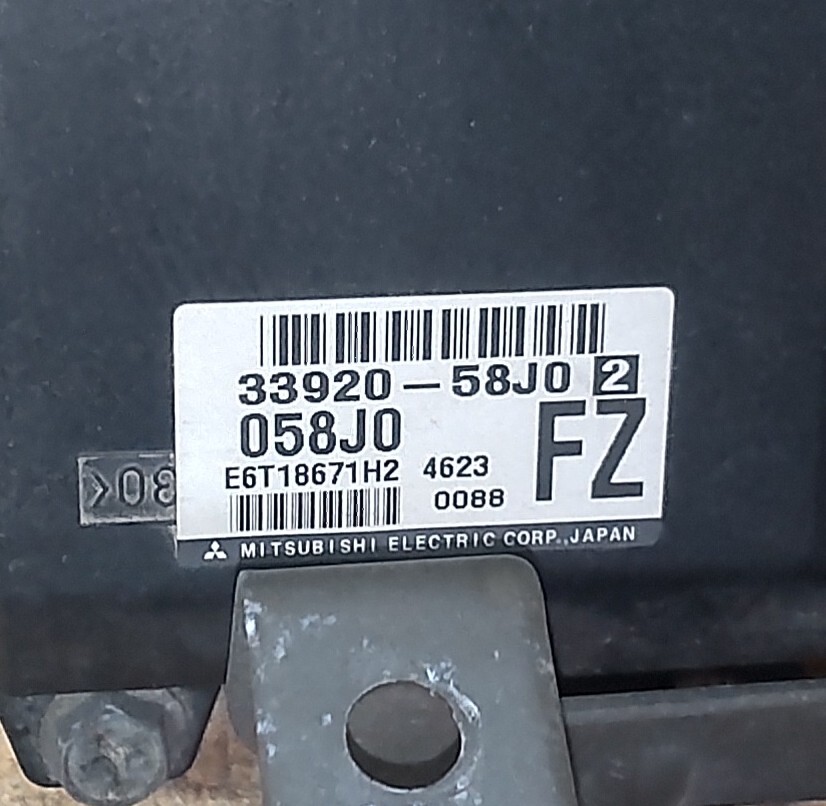 33920-58J0 2
058J0
FZ
E6T18671H2 4623
0088
MITSUBISHI ELECTRIC CORP.,JAPAN